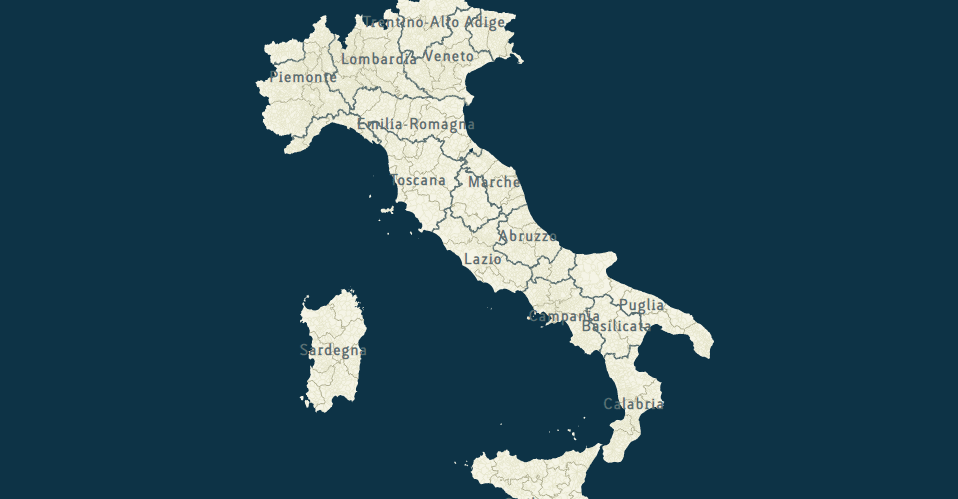 Trentino-Alto Adige
Lombardia
Veneto
Piemonte
Emilia-Romagna
Toscana
Marche
Abruzzo
Lazio
Puglia
Campania
Basilicata
Sardegna
Calabria